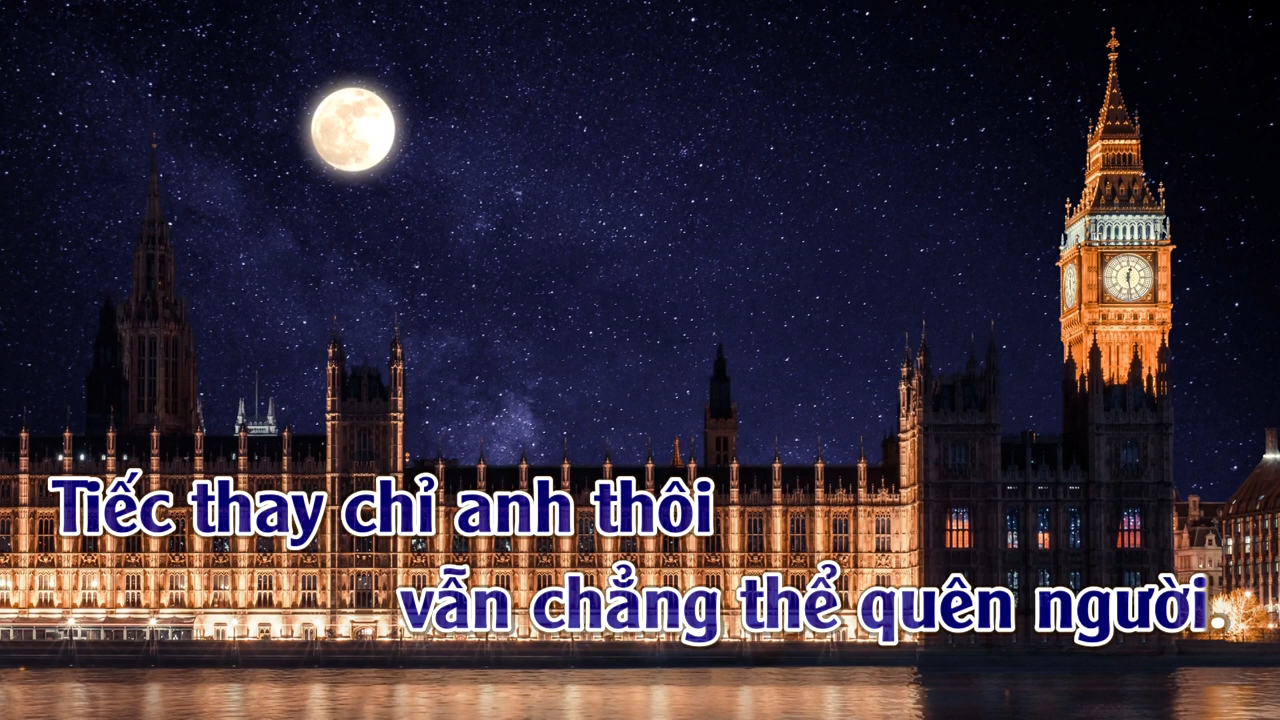 Tiếc thay chỉ anh thôi
vẫn chẳng thể quên người.